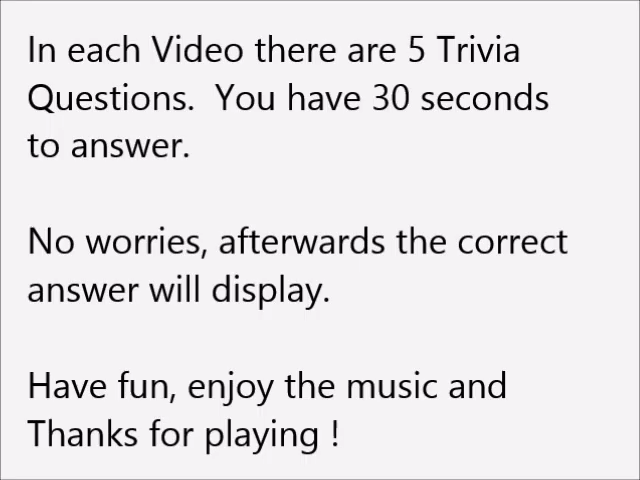 In each Video there are 5 Trivia
Questions.  You have 30 seconds
to answer.
No worries, afterwards the correct
answer will display.
Have fun, enjoy the music and
Thanks for playing !